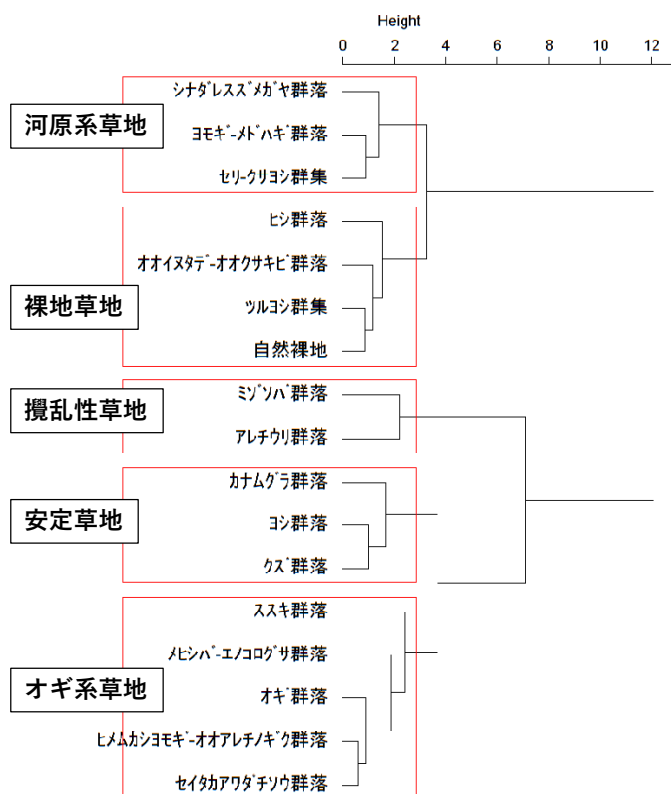 Height
0 2 4 6 8 10 12
シナダレスズメガヤ群落
河原系草地
ヨモギ-メドハギ群落
セリ-クリヨシ群集
ヒシ群落
オオイヌタデ-オオクサキビ群落
裸地草地
ツルヨシ群集
自然裸地
ミゾソバ群落
攪乱性草地
アレチウリ群落
カナムグラ群落
安定草地
ヨシ群落
クズ群落
ススキ群落
メヒシバ-エノコログサ群落
オギ系草地
オギ群落
ヒメムカシヨモギ-オオアレチノギク群落
セイタカアワダチソウ群落